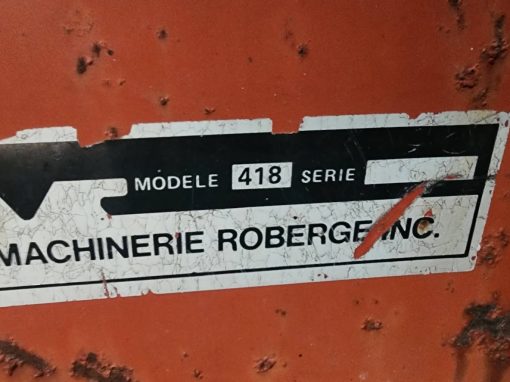 MODELE 418 SERIE
MACHINERIE ROBERGE INC.